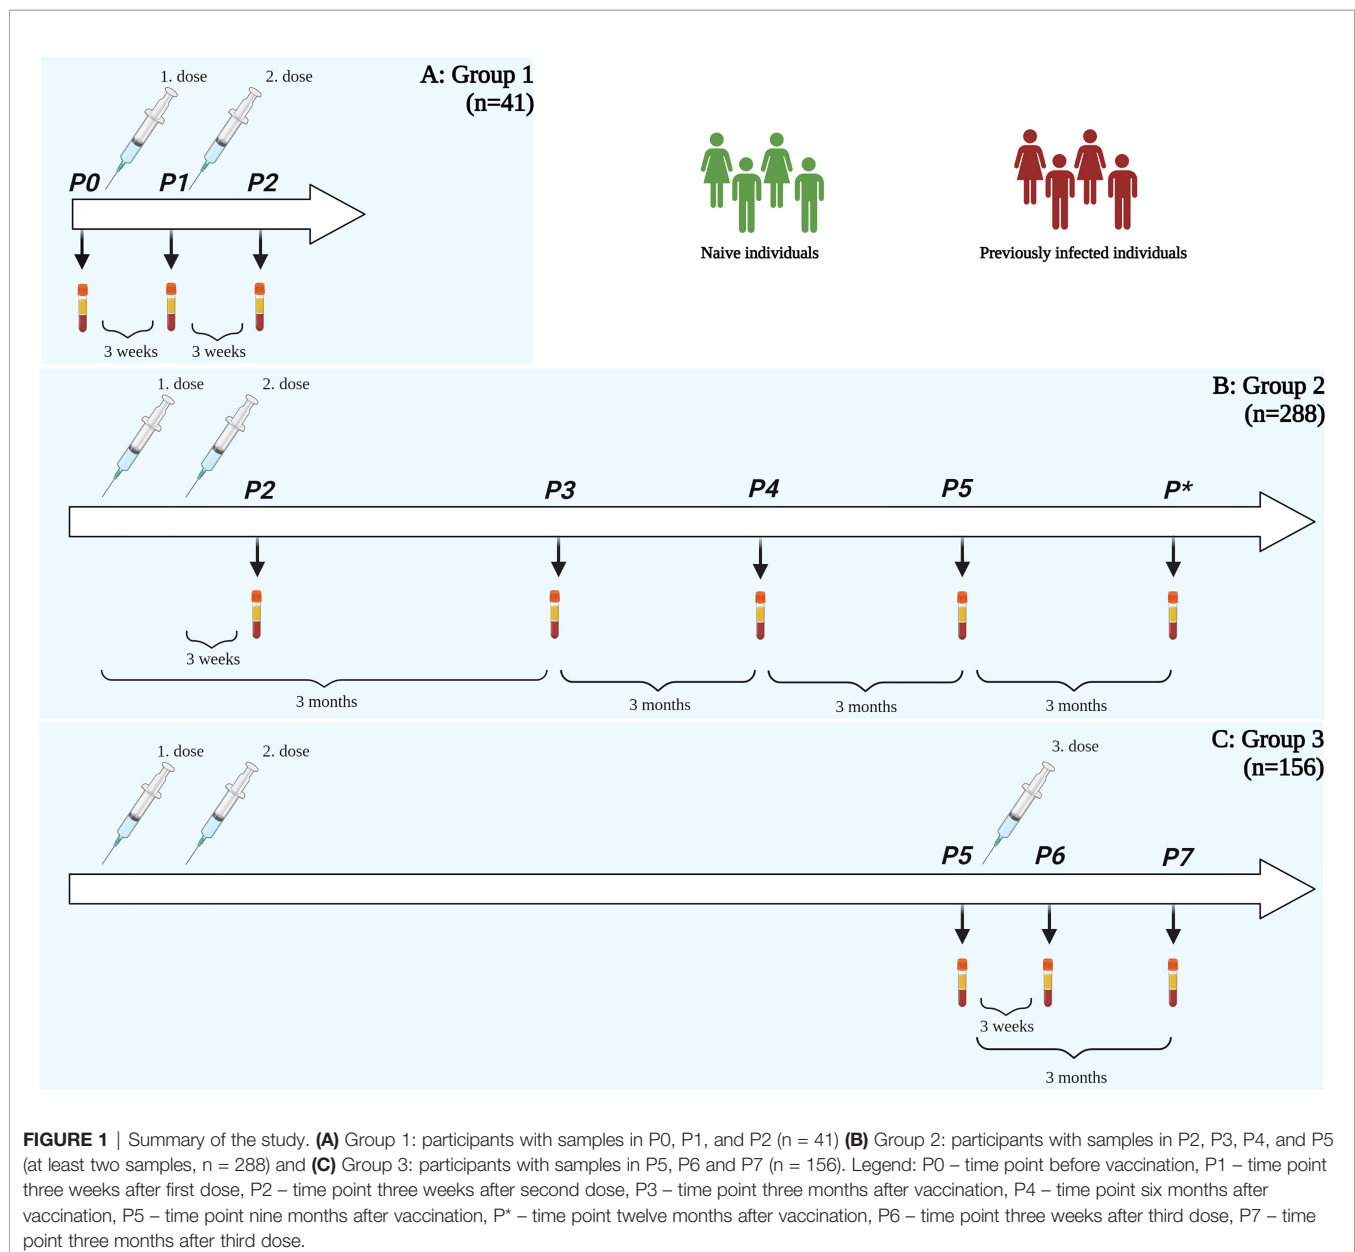 1. dose
2. dose
A: Group 1
(n=41)
P0
P1
P2
3 weeks
3 weeks
Naive individuals
Previously infected individuals
1. dose
2. dose
B: Group 2
(n=288)
P2
P3
P4
P5
P*
3 weeks
3 months
3 months
3 months
3 months
1. dose
2. dose
3. dose
C: Group 3
(n=156)
P5
P6
P7
3 weeks
3 months
FIGURE 1 | Summary of the study. (A) Group 1: participants with samples in P0, P1, and P2 (n = 41) (B) Group 2: participants with samples in P2, P3, P4, and P5
(at least two samples, n = 288) and (C) Group 3: participants with samples in P5, P6 and P7 (n = 156). Legend: P0 – time point before vaccination, P1 – time point
three weeks after first dose, P2 – time point three weeks after second dose, P3 – time point three months after vaccination, P4 – time point six months after
vaccination, P5 – time point nine months after vaccination, P* – time point twelve months after vaccination, P6 – time point three weeks after third dose, P7 – time
point three months after third dose.